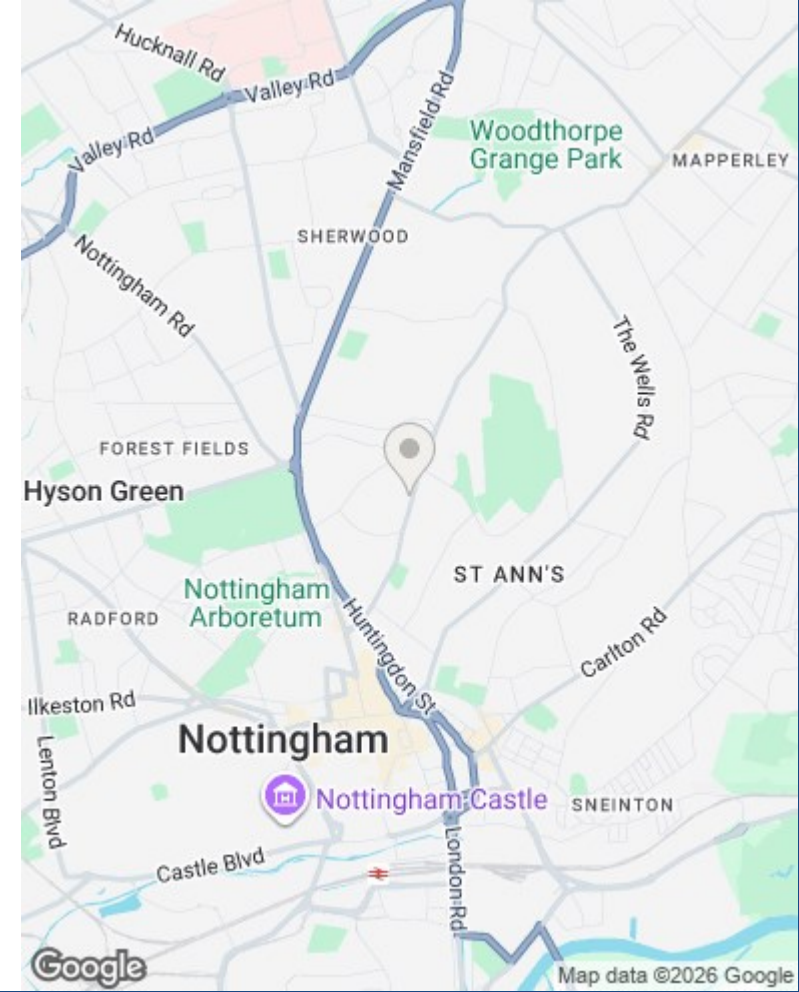 Hucknall Rd
Valley Rd
Valley Rd
Mansfield Rd
Woodthorpe
Grange Park
MAPPERLEY
SHERWOOD
Nottingham Rd
The Wells Rd
FOREST FIELDS
Hyson Green
ST ANN'S
Nottingham
Arboretum
RADFORD
Huntingdon St
Carlton Rd
Ilkeston Rd
Nottingham
Lenton Blvd
Nottingham Castle
SNEINTON
Castle Blvd
London Rd
Google
Map data ©2026 Google